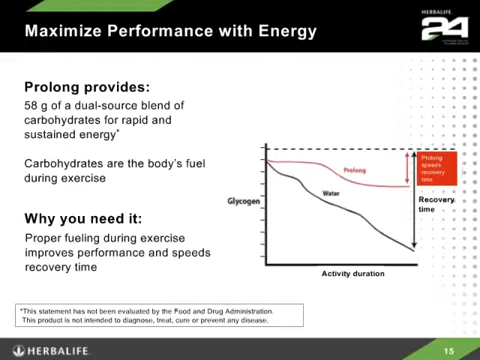 HERBALIFE
24
Maximize Performance with Energy
Prolong provides:
58 g of a dual-source blend of
carbohydrates for rapid and
sustained energy*
Carbohydrates are the body's fuel
during exercise
Why you need it:
Proper fueling during exercise
improves performance and speeds
recovery time
Glycogen
Prolong
Water
Prolong
speeds
recovery
time.
Recovery
time
Activity duration
*This statement has not been evaluated by the Food and Drug Administration.
This product is not intended to diagnose, treat, cure or prevent any disease.
HERBALIFE
15